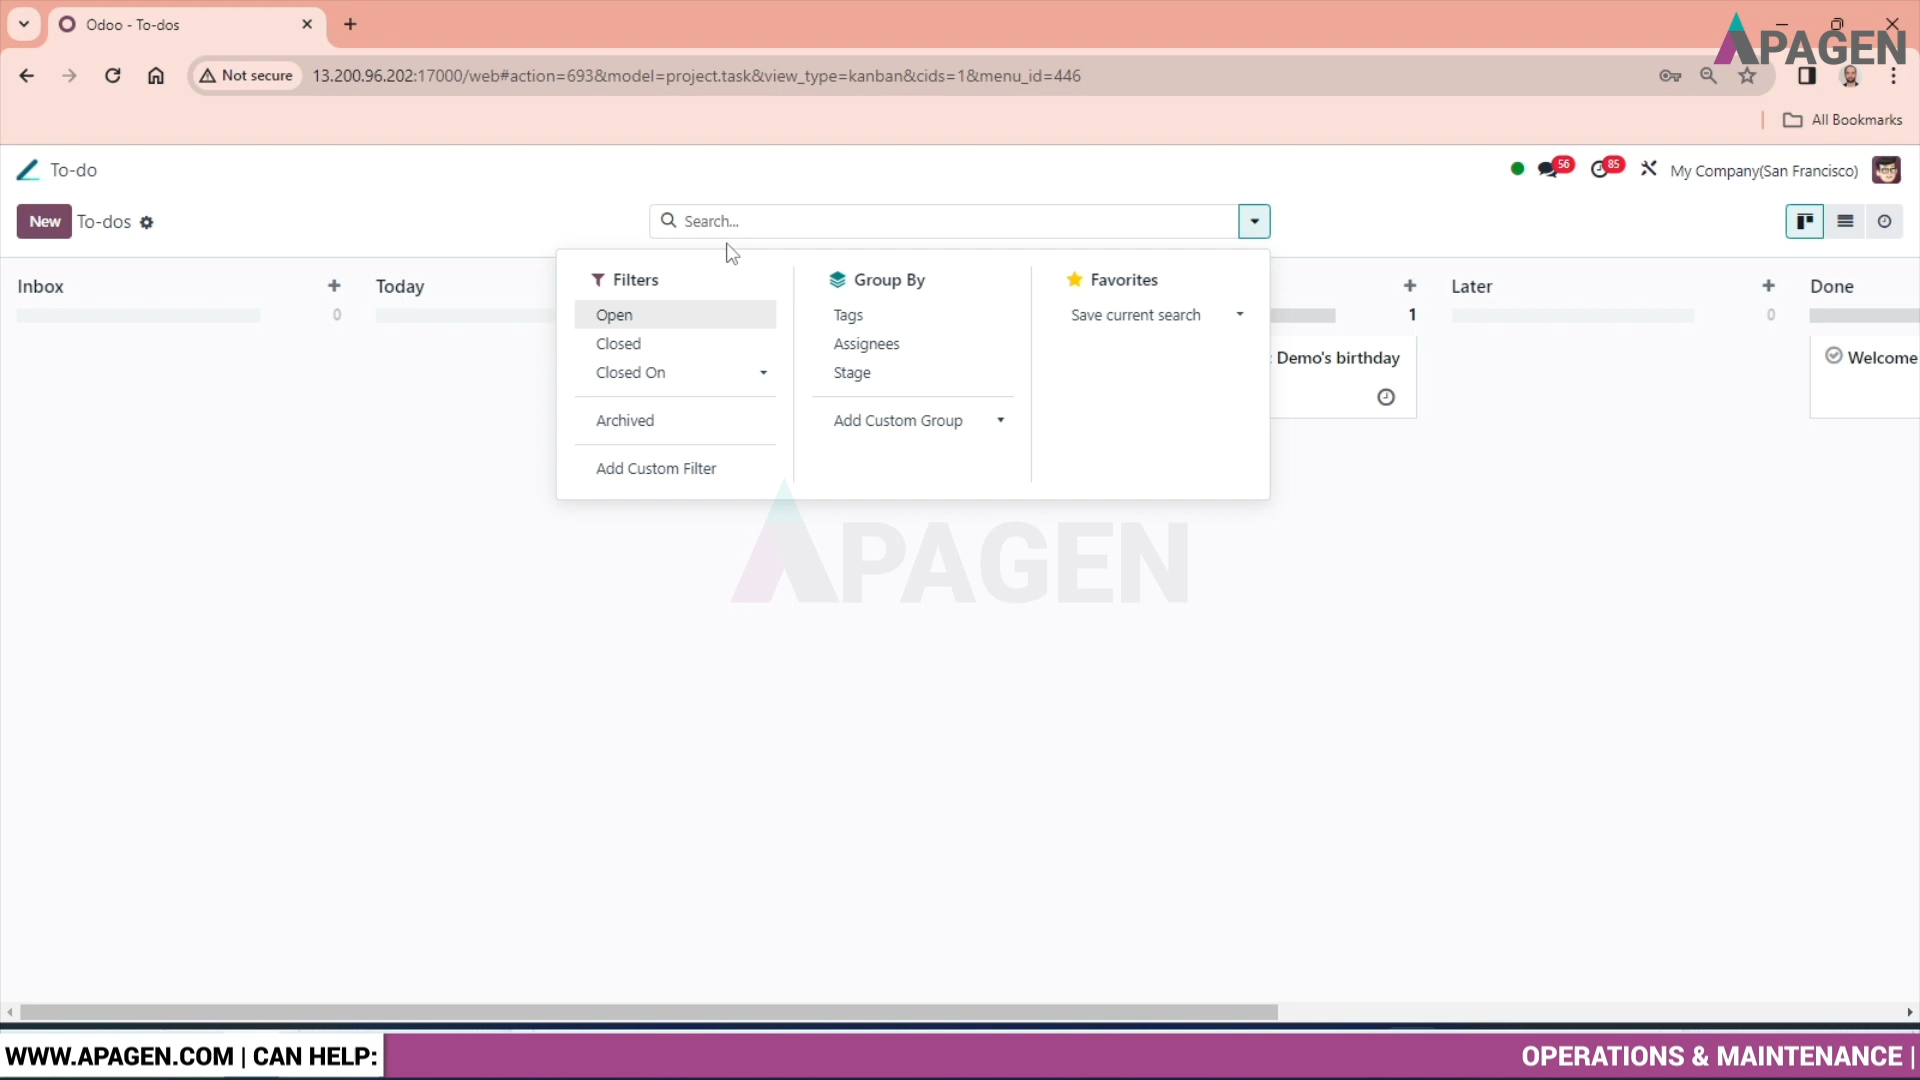 Odoo - To-dos
APAGEN
Not secure
13.200.96.202:17000/web#action=693&model=project.task&view_type=kanban&cids=1&menu_id=446
All Bookmarks
To-do
56
85
My Company(San Francisco)
New
To-dos
Search...
Inbox
0
Today
Filters
Open
Closed
Closed On
Archived
Add Custom Filter
Group By
Tags
Assignees
Stage
Add Custom Group
Favorites
Save current search
1
: Demo's birthday
Later
0
Done
Welcome
APAGEN
WWW.APAGEN.COM | CAN HELP:
OPERATIONS & MAINTENANCE |